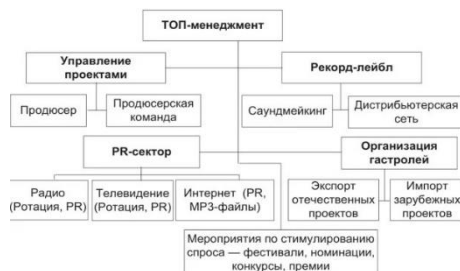 ТОП-менеджмент
Управление
проектами
Рекорд-лейбл
Продюсер
Продюсерская
команда
Саундмейкинг
Дистрибьютерская
сеть
PR-сектор
Организация
гастролей
Радио
(Ротация, PR)
Телевидение
(Ротация, PR)
Интернет (PR,
MP3-файлы)
Экспорт
отечественных
проектов
Импорт
зарубежных
проектов
Мероприятия по стимулированию
спроса — фестивали, номинации,
конкурсы, премии